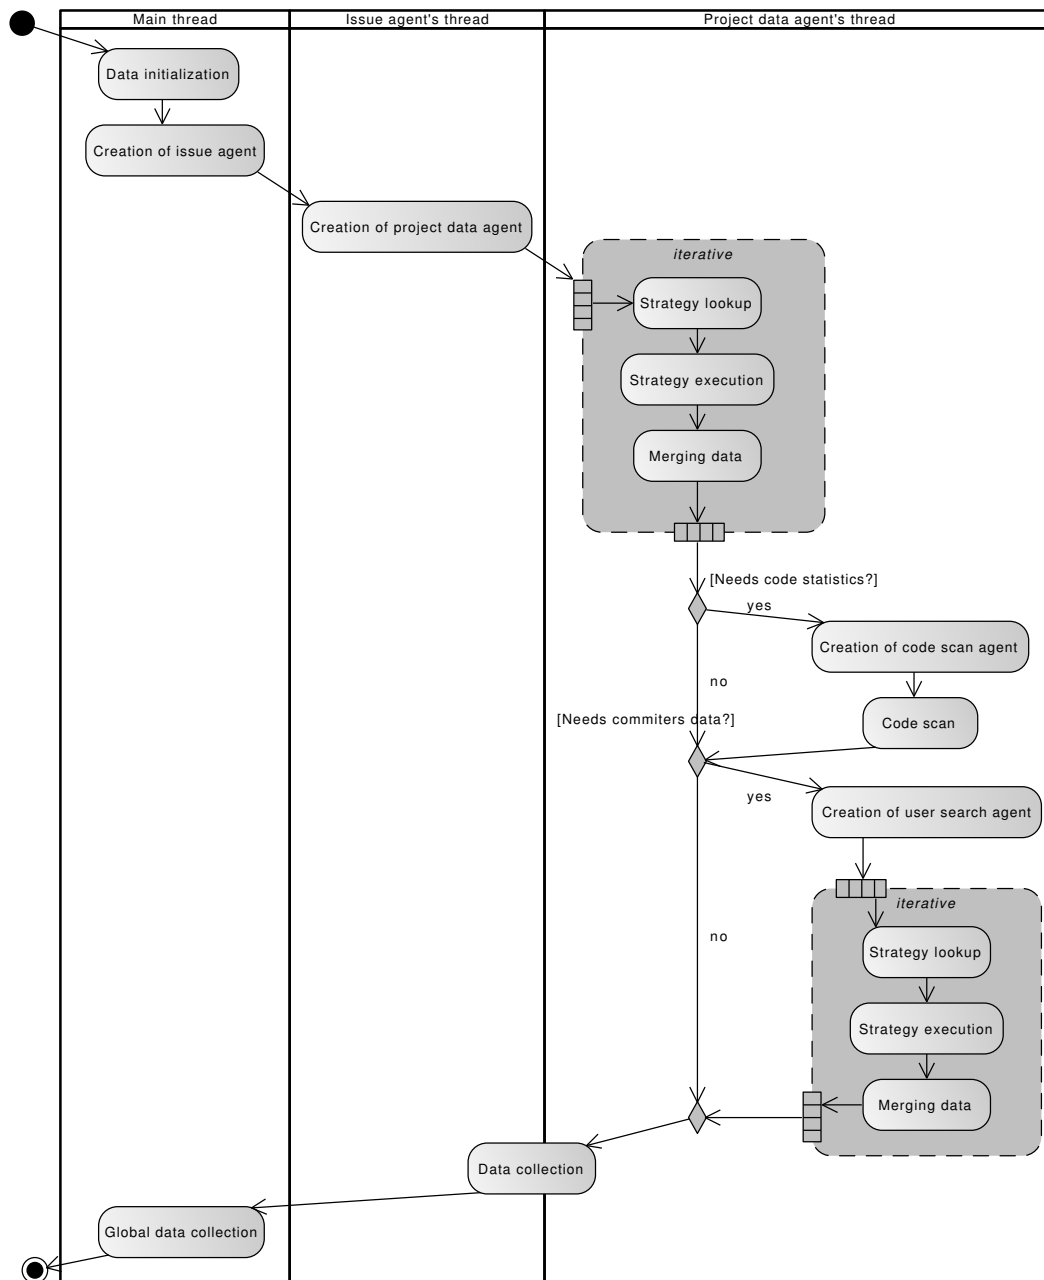 Main thread
Issue agent's thread
Project data agent's thread
Data initialization
Creation of issue agent
Creation of project data agent
iterative
Strategy lookup
Strategy execution
Merging data
[Needs code statistics?]
yes
Creation of code scan agent
no
Code scan
[Needs commiters data?]
yes
Creation of user search agent
iterative
no
Strategy lookup
Strategy execution
Merging data
Data collection
Global data collection